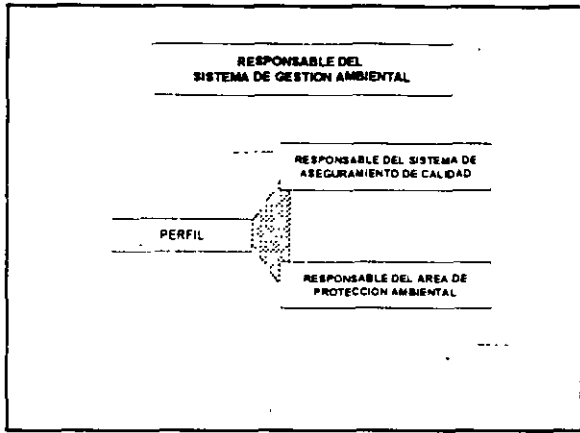 RESPONSABLE DEL
SISTEMA DE GESTION AMBIENTAL
RESPONSABLE DEL SISTEMA DE
ASEGURAMIENTO DE CALIDAD
PERFIL
RESPONSABLE DEL AREA DE
PROTECCION AMBIENTAL